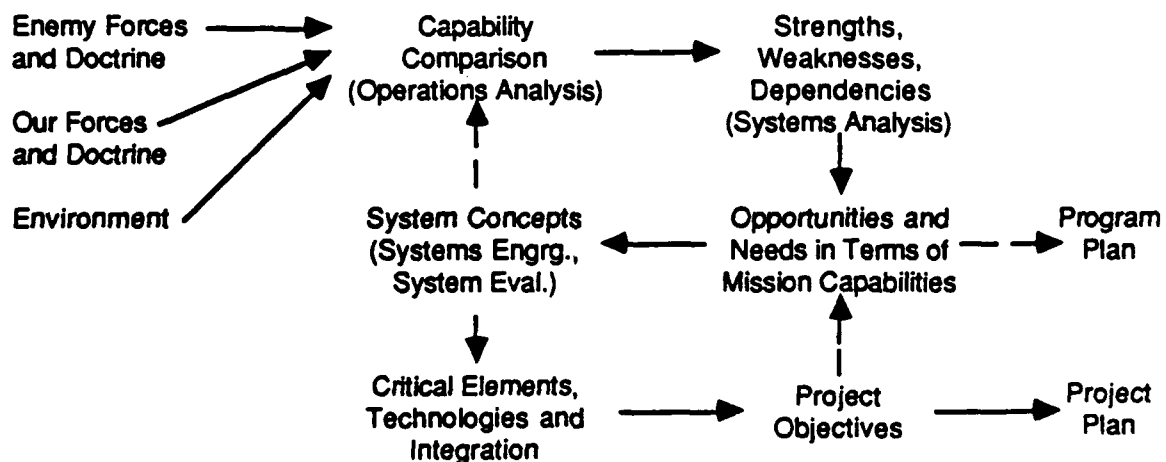 Enemy Forces
and Doctrine
Our Forces
and Doctrine
Environment
Capability
Comparison
(Operations Analysis)
Strengths,
Weaknesses,
Dependencies
(Systems Analysis)
System Concepts
(Systems Engrg.,
System Eval.)
Opportunities and
Needs in Terms of
Mission Capabilities
Program
Plan
Critical Elements,
Technologies and
Integration
Project
Objectives
Project
Plan